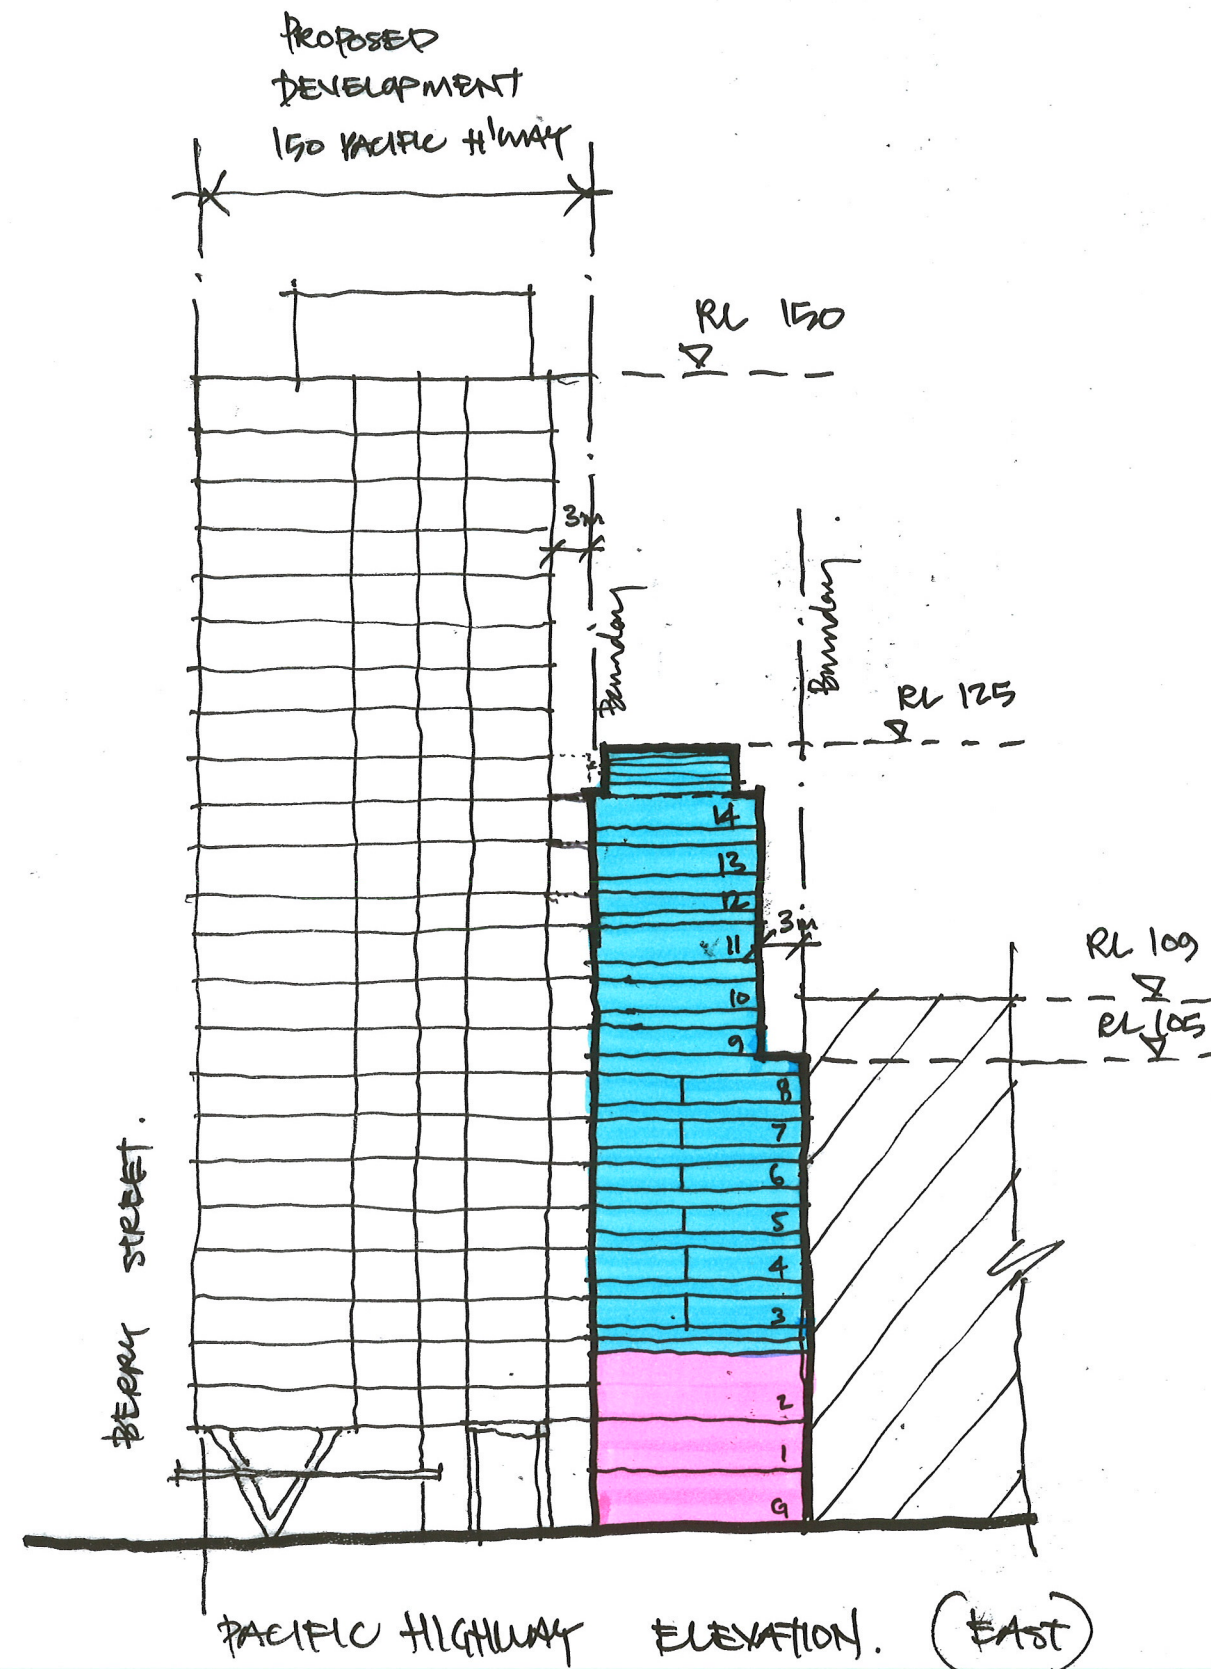 PROPOSED
DEVELOPMENT
150 PACIFIC H'WAY
RL 150
3m
Boundary
Boundary
RL 125
14
13
12
11
3m
10
9
RL 109
RL 105
8
7
6
5
4
3
2
1
G
BERRY STREET.
PACIFIC HIGHWAY ELEVATION. (EAST)